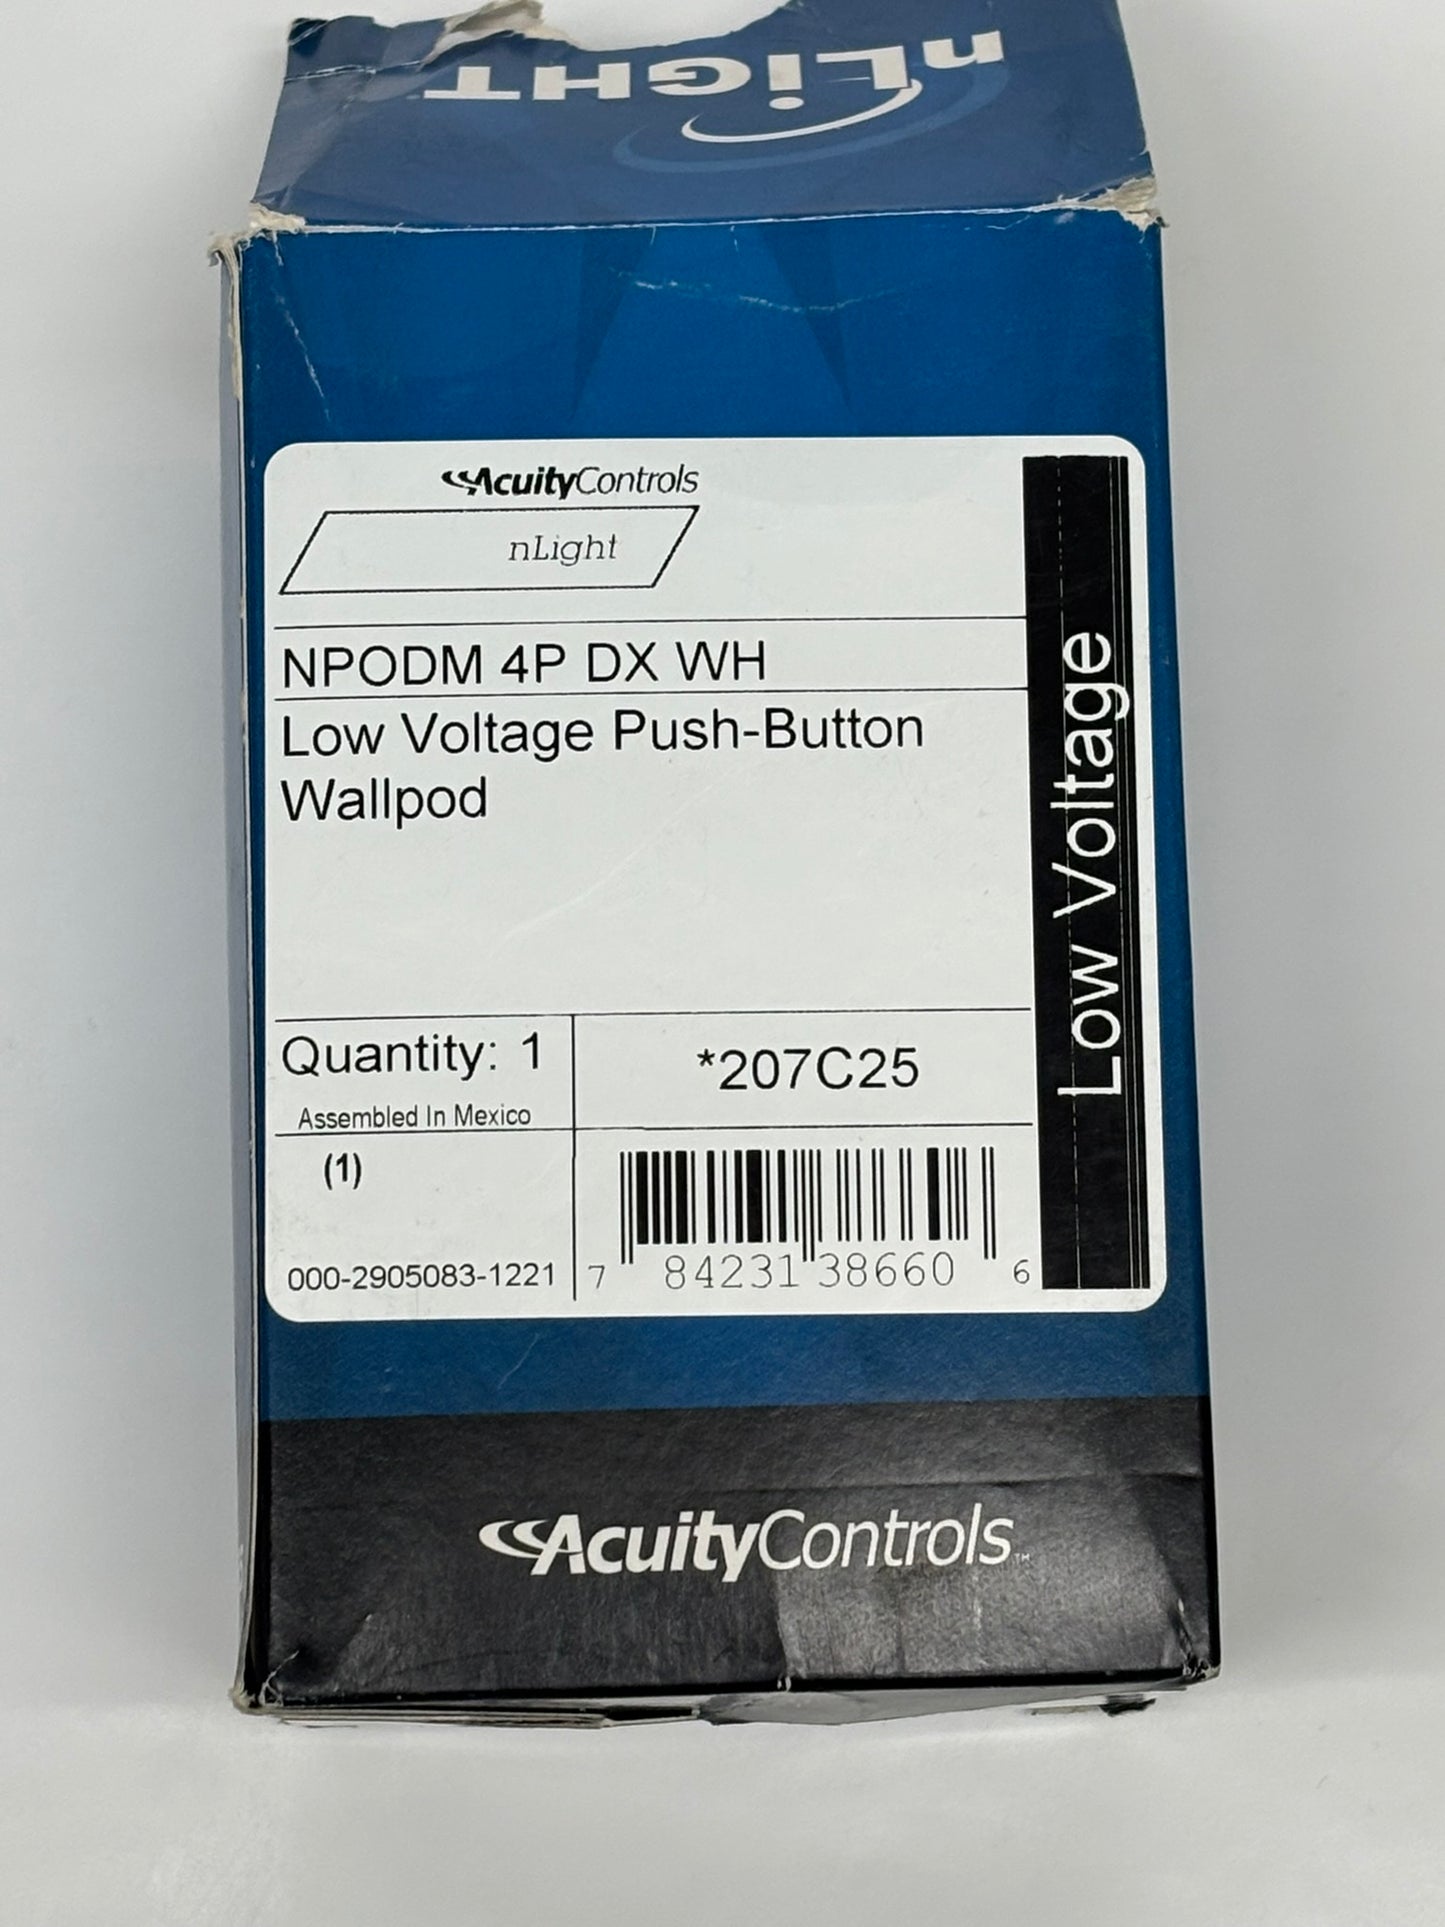 nLiGHT
AcuityControls
nLight
NPODM 4P DX WH
Low Voltage Push-Button
Wallpod
Low Voltage
Quantity: 1
*207C25
Assembled In Mexico
(1)
000-2905083-1221
7 84231 38660 6
AcuityControls™